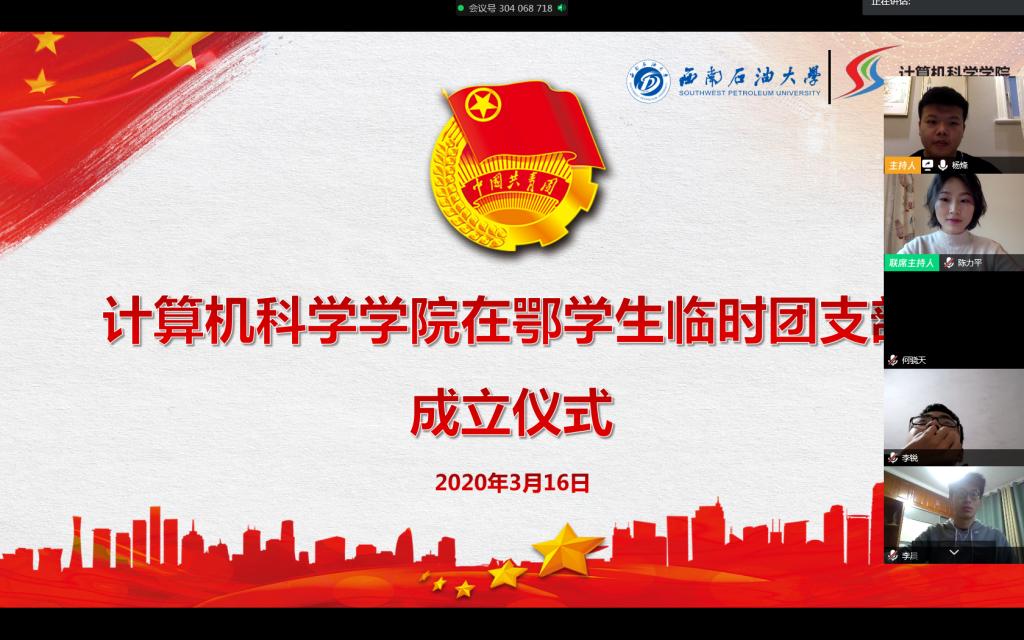 会议号 304 068 718
正在讲话:
西南石油大学
SOUTHWEST PETROLEUM UNIVERSITY
计算机科学学院
中国共青团
计算机科学学院在鄂学生临时团支部
成立仪式
2020年3月16日
主持人 杨烽
联席主持人 陈力平
何骁天
李锐
李晨